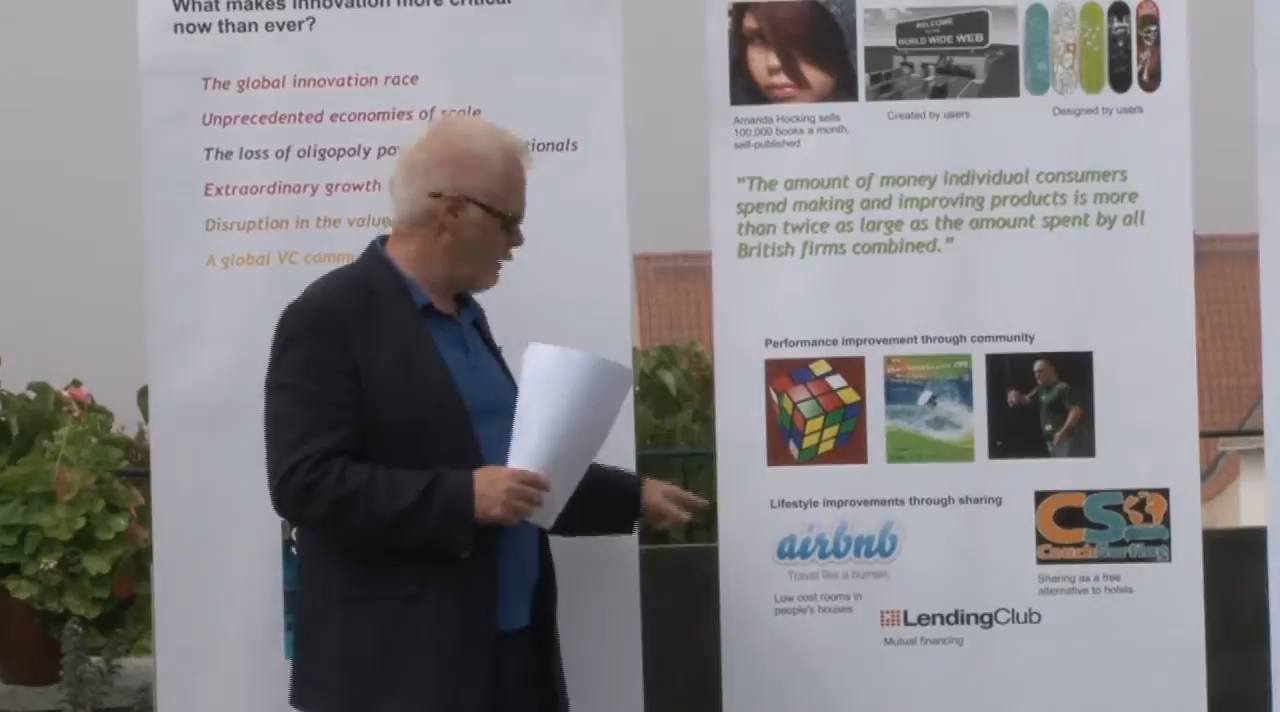 What makes innovation more critical
now than ever?
The global innovation race
Unprecedented economies of scale
The loss of oligopoly
Extraordinary growth
Disruption in the value
A global VC
WELCOME
WORLD WIDE WEB
Amanda Hocking sells
100,000 books a month,
self-published
Created by users
Designed by users
"The amount of money individual consumers
spend making and improving products is more
than twice as large as the amount spent by all
British firms combined."
Performance improvement through community
Lifestyle improvements through sharing
airbnb
Travel like a human.
Low cost rooms in
people's houses
CS
CouchSurfing
Sharing as a free
alternative to hotels
LendingClub
Mutual financing